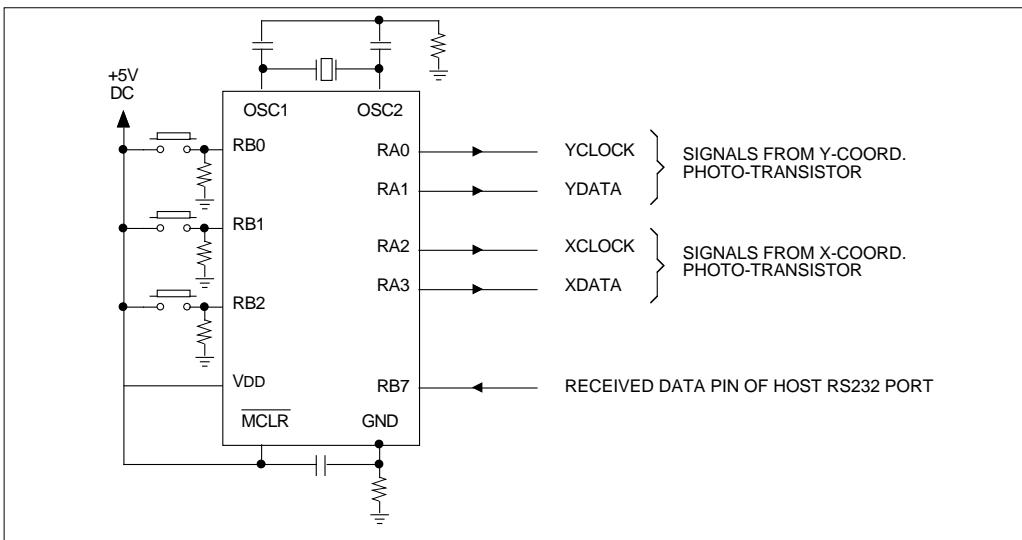 +5V
DC
OSC1 OSC2
RB0
RB1
RB2
VDD
MCLR
GND
RA0
RA1
RA2
RA3
RB7
YCLOCK
YDATA
SIGNALS FROM Y-COORD.
PHOTO-TRANSISTOR
XCLOCK
XDATA
SIGNALS FROM X-COORD.
PHOTO-TRANSISTOR
RECEIVED DATA PIN OF HOST RS232 PORT